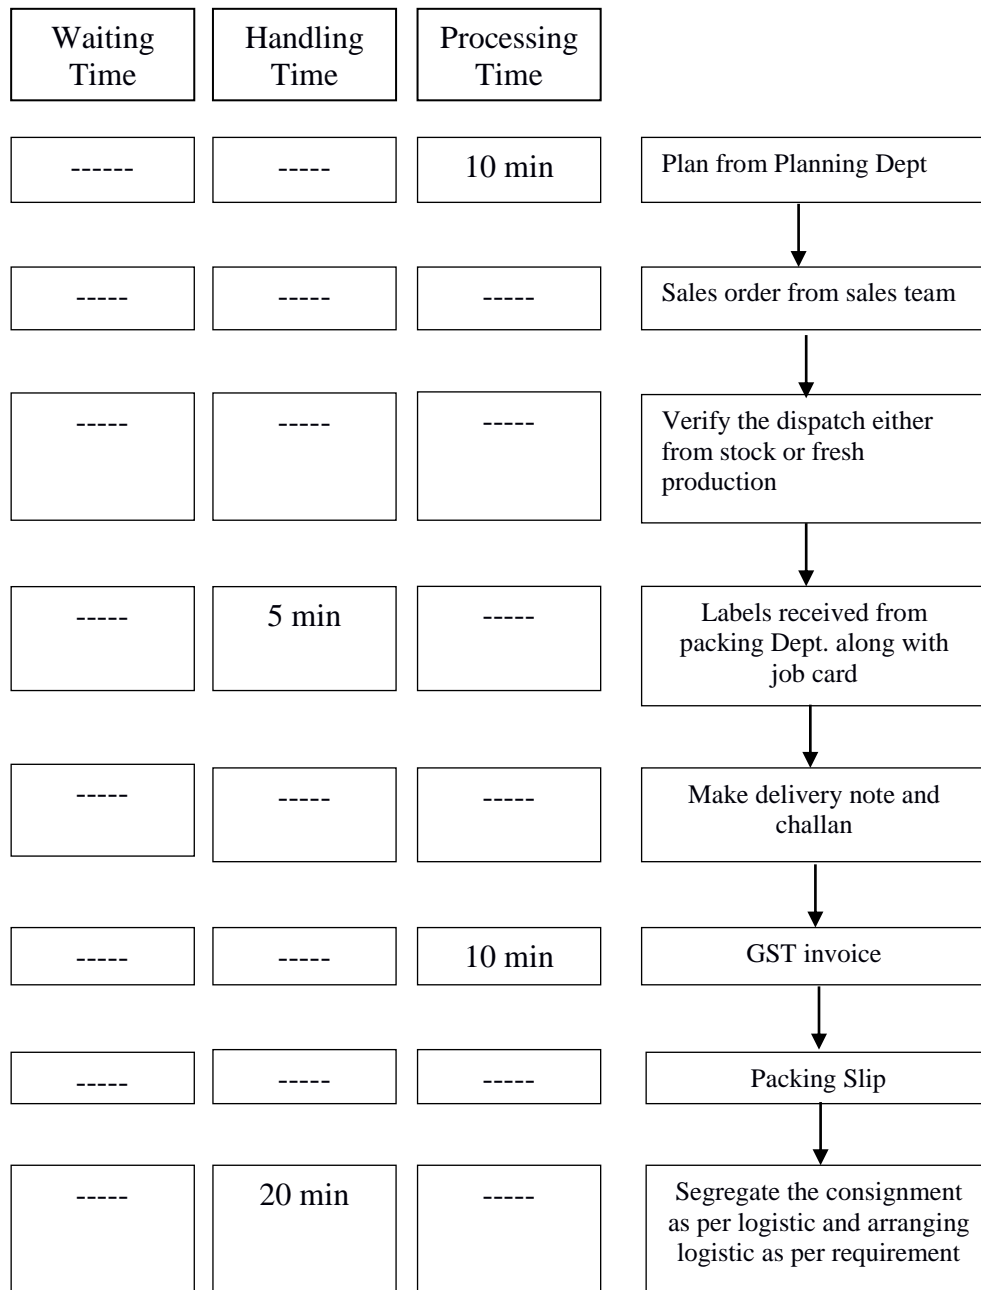 Waiting
Time
Handling
Time
Processing
Time
------
-----
10 min
Plan from Planning Dept
-----
-----
-----
Sales order from sales team
-----
-----
-----
Verify the dispatch either
from stock or fresh
production
-----
5 min
-----
Labels received from
packing Dept. along with
job card
-----
-----
-----
Make delivery note and
challan
-----
-----
10 min
GST invoice
-----
-----
-----
Packing Slip
-----
20 min
-----
Segregate the consignment
as per logistic and arranging
logistic as per requirement